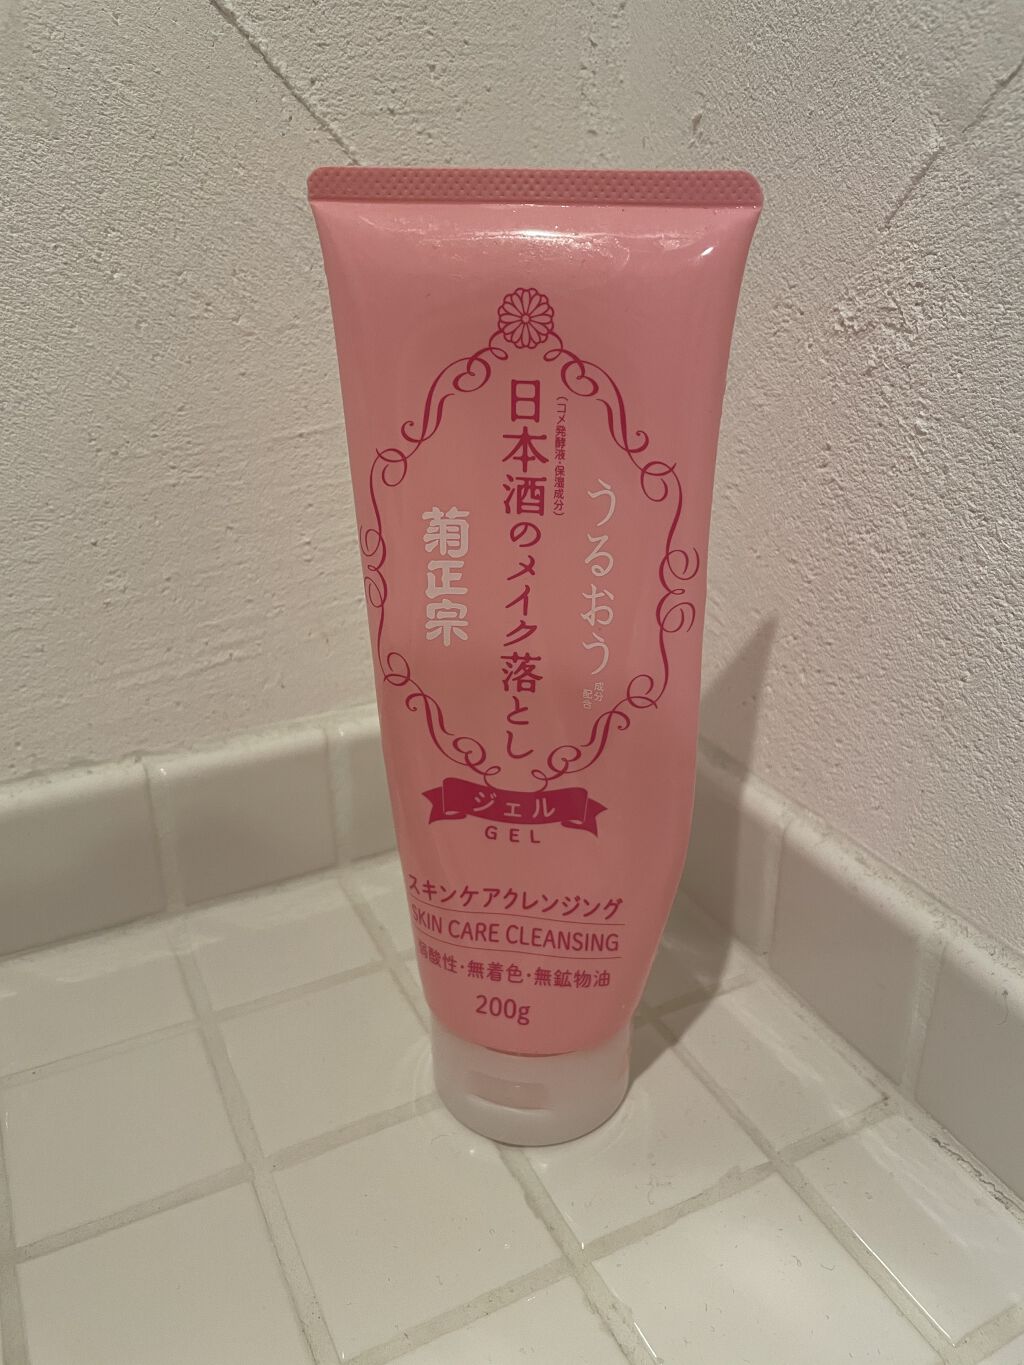 うるおう
成分
配合
日本酒のメイク落とし
(コメ発酵液・保湿成分)
菊正宗
ジェル
GEL
スキンケアクレンジング
SKIN CARE CLEANSING
弱酸性・無着色・無鉱物油
200g